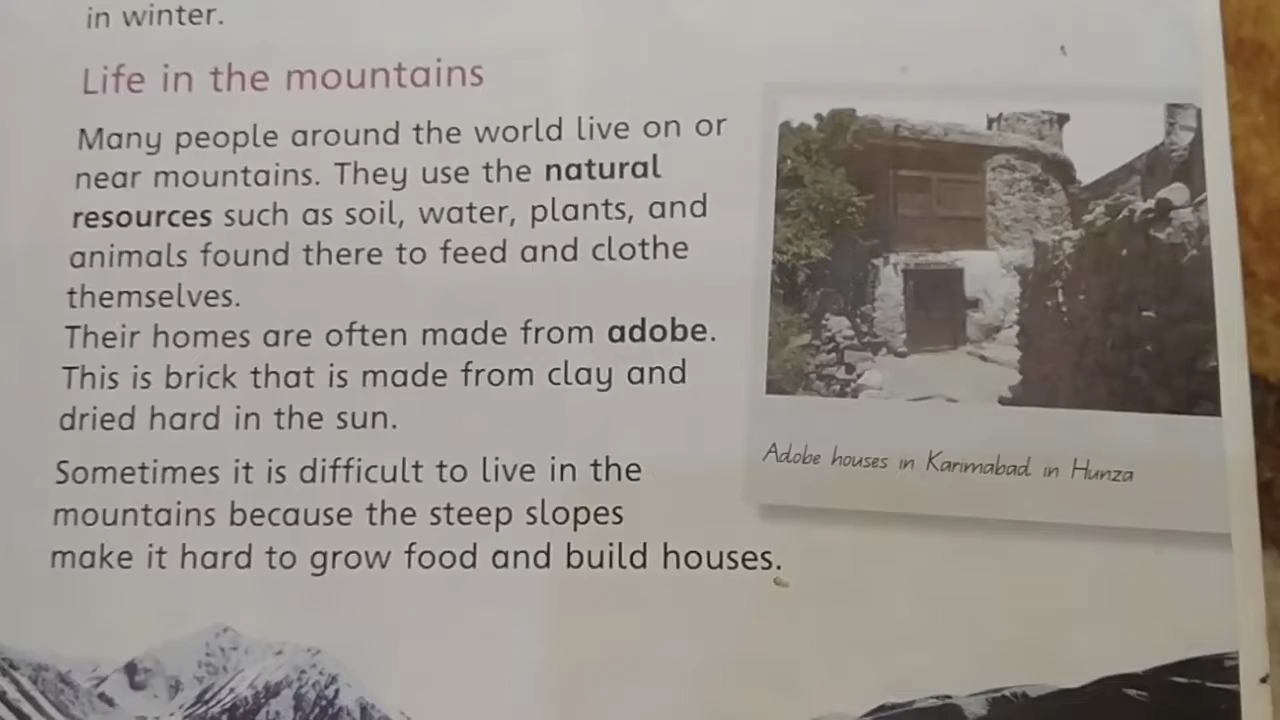 in winter.
Life in the mountains
Many people around the world live on or
near mountains. They use the natural
resources such as soil, water, plants, and
animals found there to feed and clothe
themselves.
Their homes are often made from adobe.
This is brick that is made from clay and
dried hard in the sun.
Sometimes it is difficult to live in the
mountains because the steep slopes
make it hard to grow food and build houses.
Adobe houses in Karimabad in Hunza